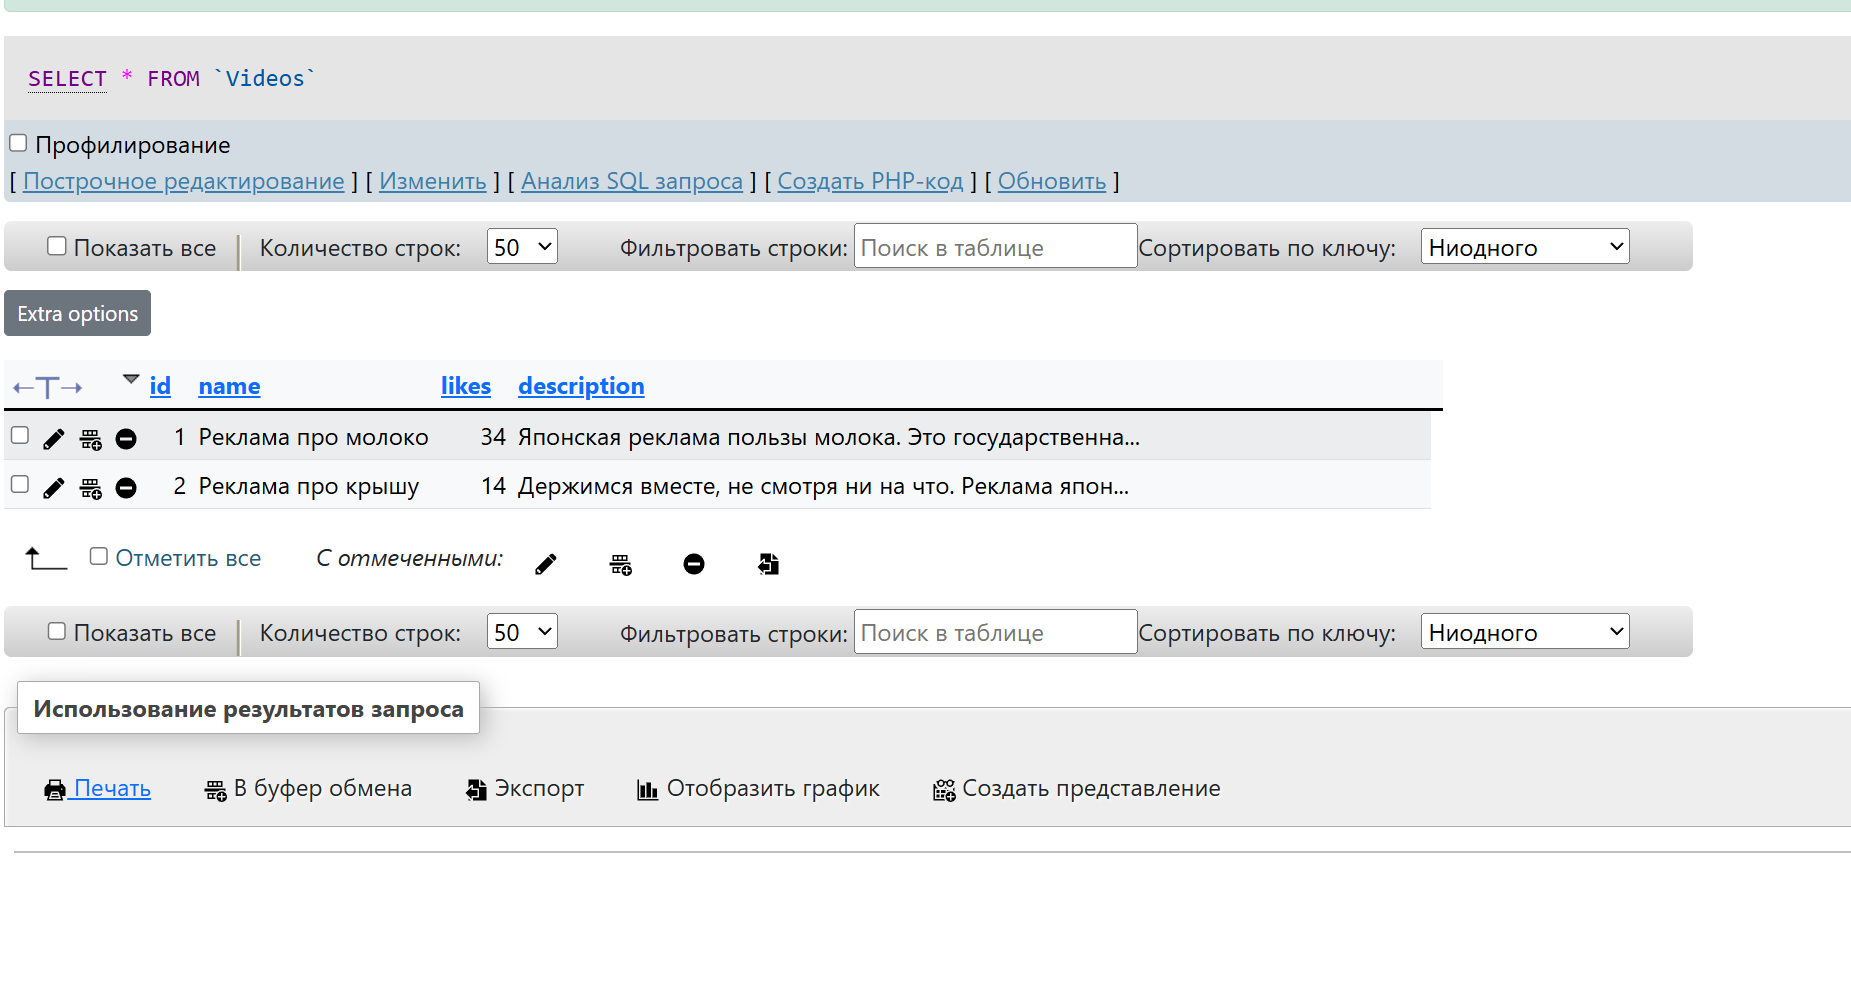 SELECT * FROM `Videos`
Профилирование
[ Построчное редактирование ] [ Изменить ] [ Анализ SQL запроса ] [ Создать PHP-код ] [ Обновить ]
Показать все Количество строк: 50 Фильтровать строки: Поиск в таблице Сортировать по ключу: Ниодного
Extra options
←T→ id name likes description
1 Реклама про молоко 34 Японская реклама пользы молока. Это государственна...
2 Реклама про крышу 14 Держимся вместе, не смотря ни на что. Реклама япон...
Отметить все С отмеченными:
Показать все Количество строк: 50 Фильтровать строки: Поиск в таблице Сортировать по ключу: Ниодного
Использование результатов запроса
Печать В буфер обмена Экспорт Отобразить график Создать представление